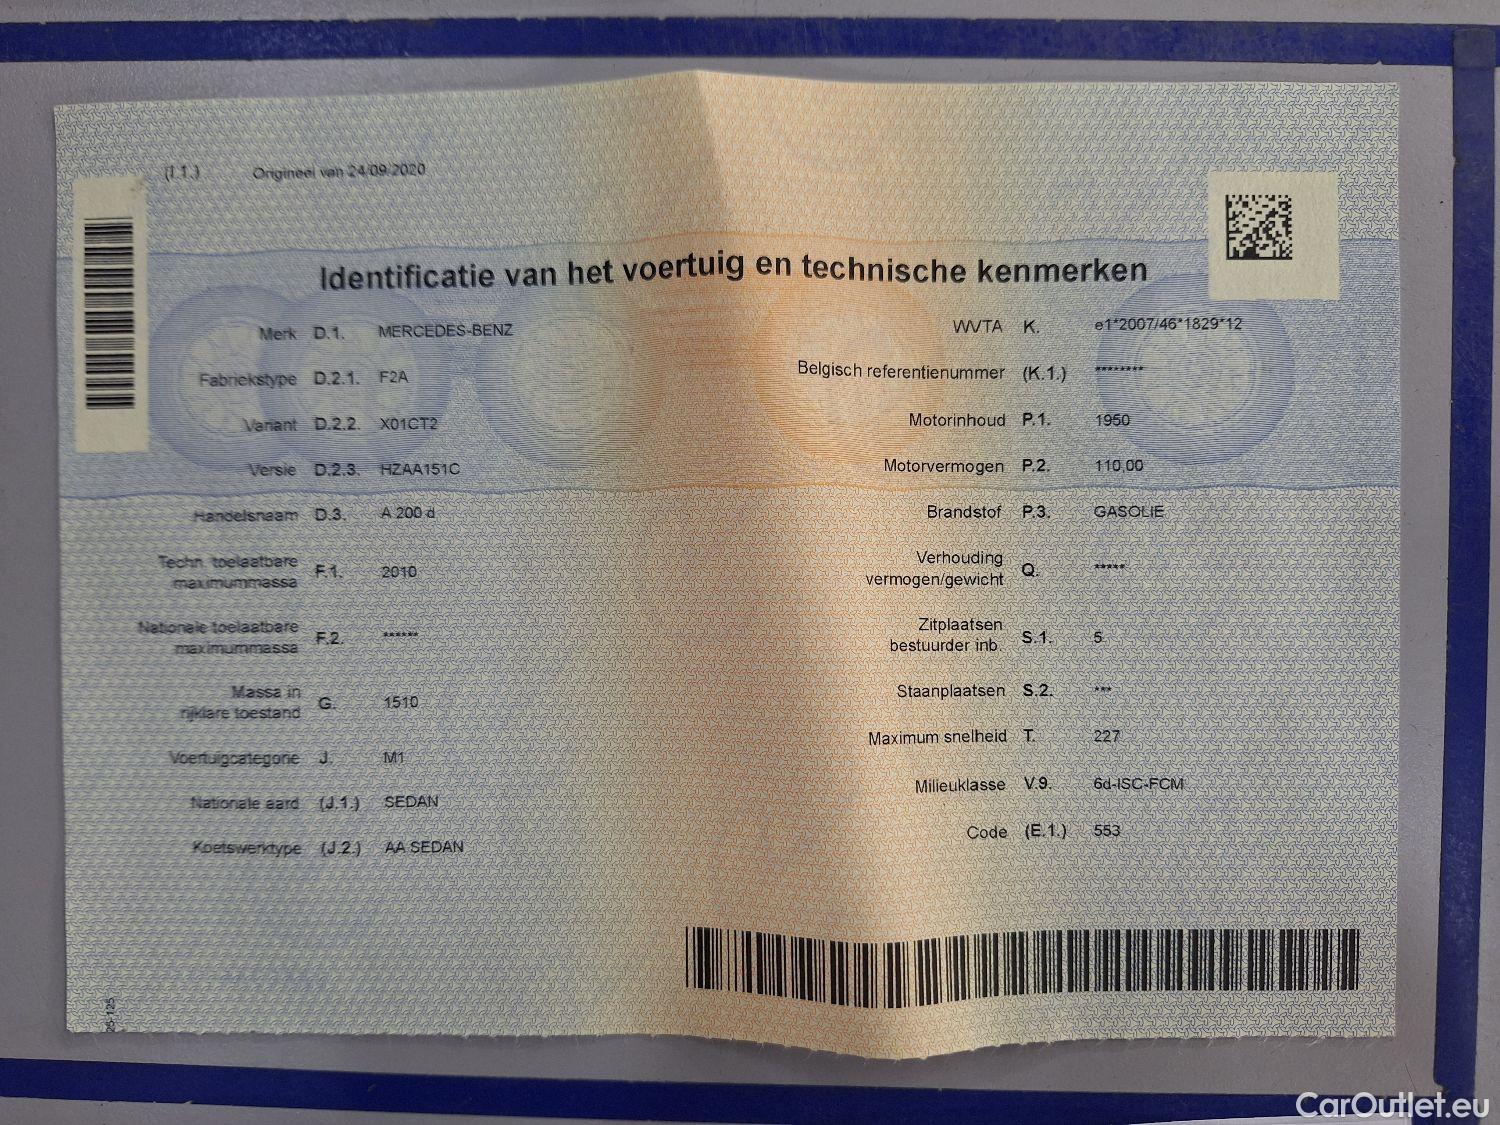 (I.1.) Origineel van 24/09/2020
Identificatie van het voertuig en technische kenmerken
Merk D.1. MERCEDES-BENZ
Fabriekstype D.2.1. F2A
Variant D.2.2. X01CT2
Versie D.2.3. HZAA151C
Handelsnaam D.3. A 200 d
Techn. toelaatbare
maximummassa F.1. 2010
Nationale toelaatbare
maximummassa F.2. ******
Massa in
rijklare toestand G. 1510
Voertuigcategorie J. M1
Nationale aard (J.1.) SEDAN
Koetswerktype (J.2.) AA SEDAN
WVTA K. e1*2007/46*1829*12
Belgisch referentienummer (K.1.) ********
Motorinhoud P.1. 1950
Motorvermogen P.2. 110,00
Brandstof P.3. GASOLIE
Verhouding
vermogen/gewicht Q. *****
Zitplaatsen
bestuurder inb. S.1. 5
Staanplaatsen S.2. ***
Maximum snelheid T. 227
Milieuklasse V.9. 6d-ISC-FCM
Code (E.1.) 553
25-125
CarOutlet.eu